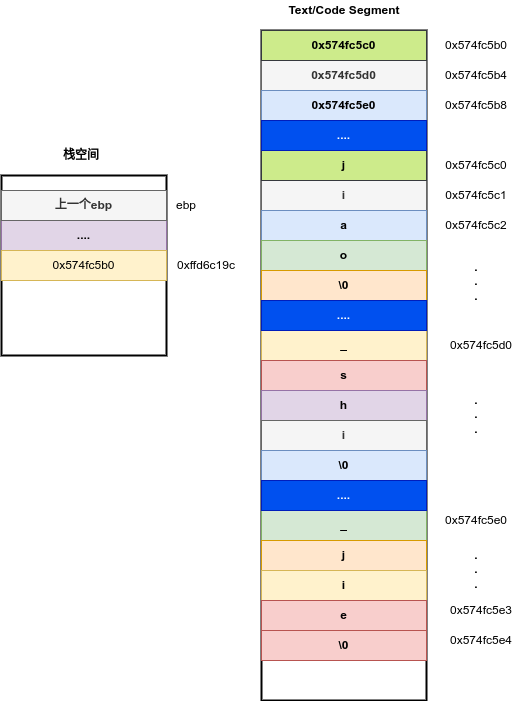 Text/Code Segment
0x574fc5c0 0x574fc5b0
0x574fc5d0 0x574fc5b4
0x574fc5e0 0x574fc5b8
....
栈空间
j 0x574fc5c0
上一个ebp ebp
i 0x574fc5c1
....
a 0x574fc5c2
o
0x574fc5b0 0xffd6c19c
\0
....
_ 0x574fc5d0
s
h
i
\0
....
_ 0x574fc5e0
j
i
e 0x574fc5e3
\0 0x574fc5e4